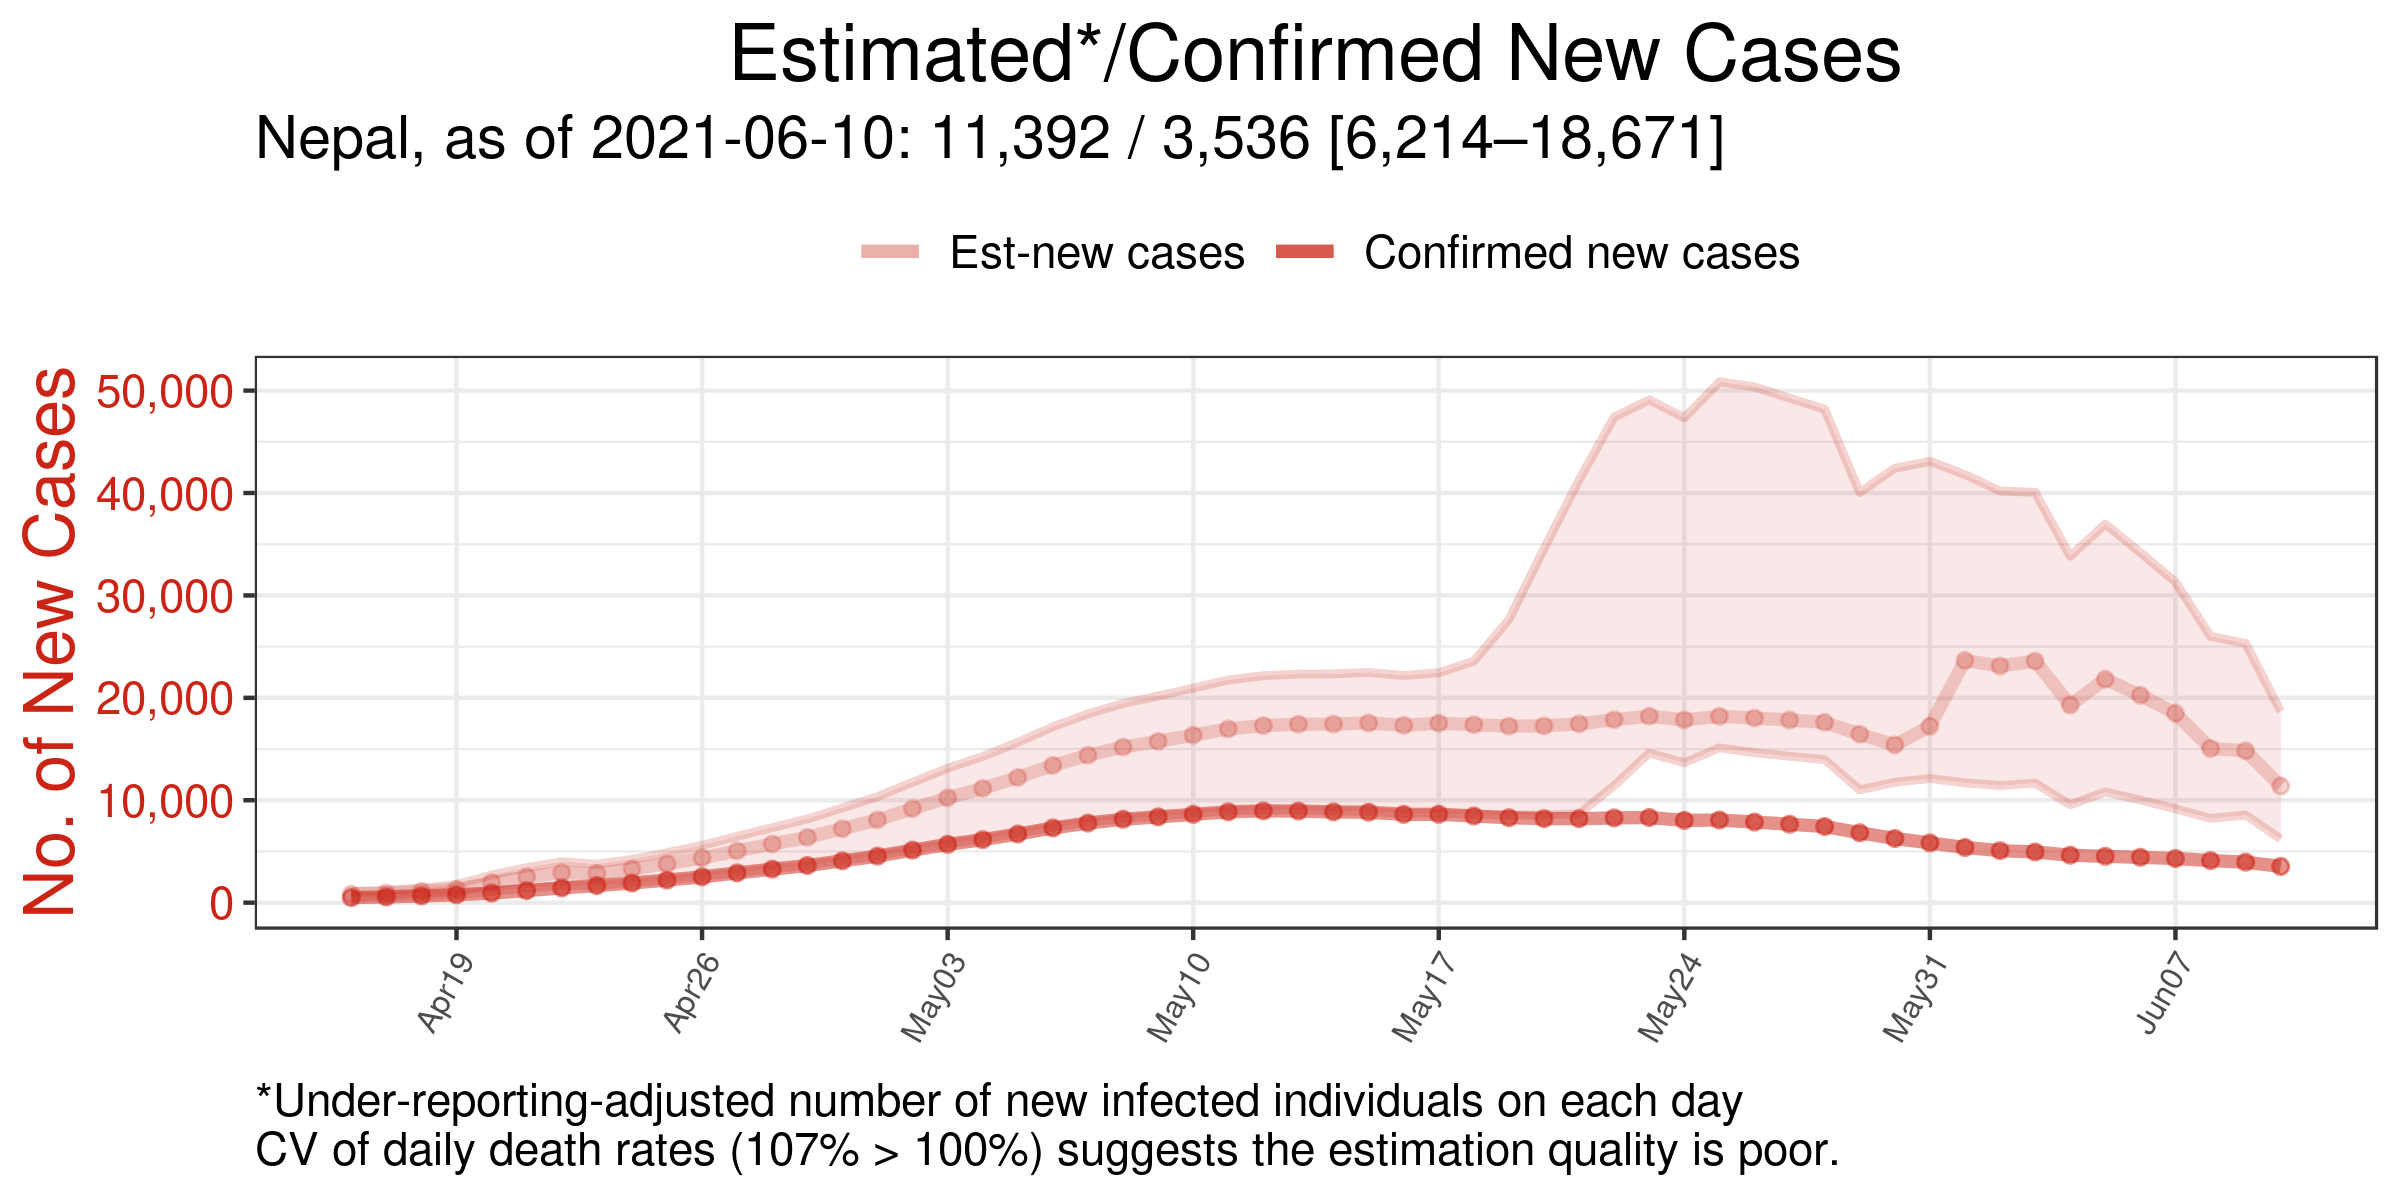 Estimated*/Confirmed New Cases
Nepal, as of 2021-06-10: 11,392 / 3,536 [6,214–18,671]
Est-new cases Confirmed new cases
No. of New Cases
50,000
40,000
30,000
20,000
10,000
0
Apr19 Apr26 May03 May10 May17 May24 May31 Jun07
*Under-reporting-adjusted number of new infected individuals on each day
CV of daily death rates (107% > 100%) suggests the estimation quality is poor.